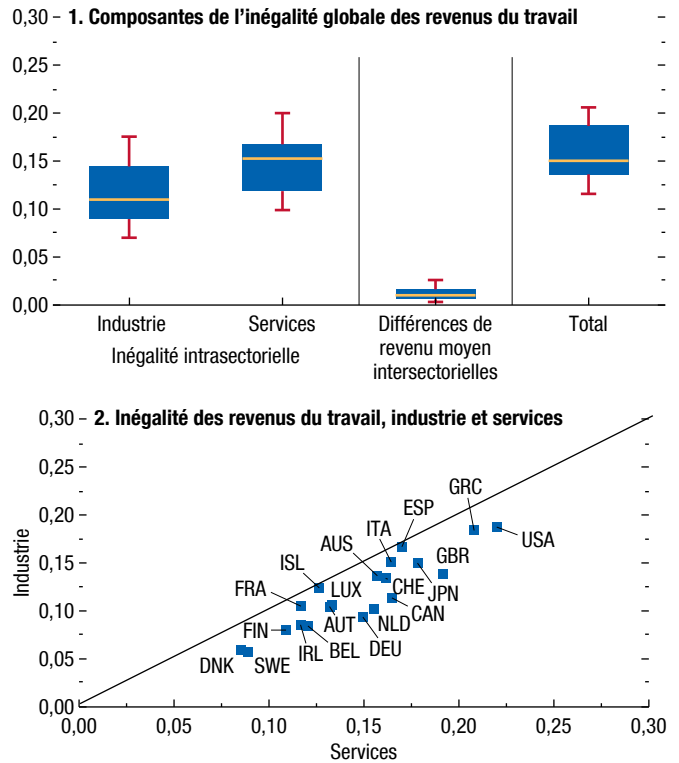 1. Composantes de l'inégalité globale des revenus du travail
0,30
0,25
0,20
0,15
0,10
0,05
0,00
Industrie
Services
Différences de
revenu moyen
intersectorielles
Total
Inégalité intrasectorielle
2. Inégalité des revenus du travail, industrie et services
0,30
0,25
0,20
0,15
0,10
0,05
0,00
Industrie
GRC
ESP
USA
ITA
AUS
GBR
ISL
CHE
JPN
FRA
LUX
CAN
FIN
AUT
NLD
IRL
BEL
DEU
DNK
SWE
0,00
0,05
0,10
0,15
0,20
0,25
0,30
Services